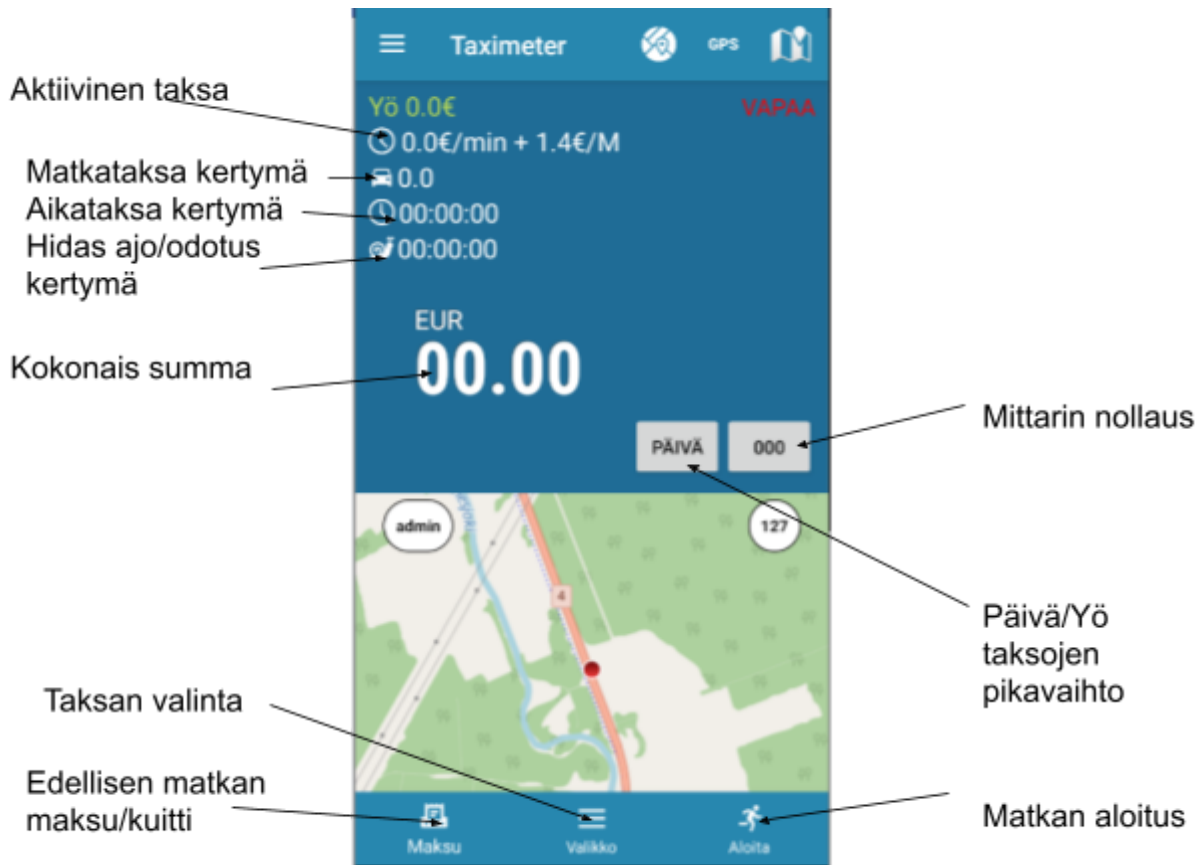 Taximeter
GPS
Aktiivinen taksa
Yö 0.0€
VAPAA
0.0€/min + 1.4€/M
Matkataksa kertymä
0.0
Aikataksa kertymä
00:00:00
Hidas ajo/odotus
kertymä
00:00:00
EUR
Kokonais summa
00.00
Mittarin nollaus
PÄIVÄ
000
admin
127
4
Päivä/Yö
taksojen
pikavaihto
Taksan valinta
Edellisen matkan
maksu/kuitti
Matkan aloitus
Maksu
Valikko
Aloita